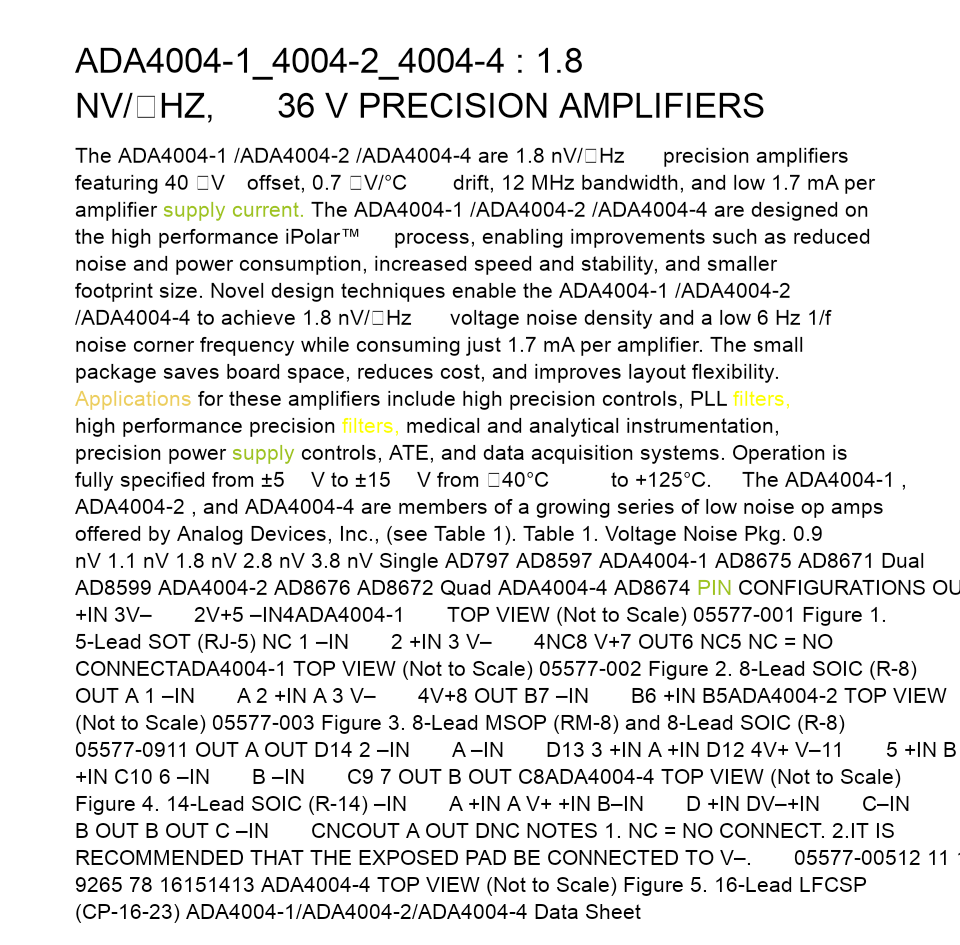 ADA4004-1_4004-2_4004-4 : 1.8
NV/□HZ, 36 V PRECISION AMPLIFIERS
The ADA4004-1 /ADA4004-2 /ADA4004-4 are 1.8 nV/□Hz precision amplifiers
featuring 40 □V offset, 0.7 □V/°C drift, 12 MHz bandwidth, and low 1.7 mA per
amplifier supply current. The ADA4004-1 /ADA4004-2 /ADA4004-4 are designed on
the high performance iPolar™ process, enabling improvements such as reduced
noise and power consumption, increased speed and stability, and smaller
footprint size. Novel design techniques enable the ADA4004-1 /ADA4004-2
/ADA4004-4 to achieve 1.8 nV/□Hz voltage noise density and a low 6 Hz 1/f
noise corner frequency while consuming just 1.7 mA per amplifier. The small
package saves board space, reduces cost, and improves layout flexibility.
Applications for these amplifiers include high precision controls, PLL filters,
high performance precision filters, medical and analytical instrumentation,
precision power supply controls, ATE, and data acquisition systems. Operation is
fully specified from ±5 V to ±15 V from □40°C to +125°C. The ADA4004-1 ,
ADA4004-2 , and ADA4004-4 are members of a growing series of low noise op amps
offered by Analog Devices, Inc., (see Table 1). Table 1. Voltage Noise Pkg. 0.9
nV 1.1 nV 1.8 nV 2.8 nV 3.8 nV Single AD797 AD8597 ADA4004-1 AD8675 AD8671 Dual
AD8599 ADA4004-2 AD8676 AD8672 Quad ADA4004-4 AD8674 PIN CONFIGURATIONS OU
+IN 3V– 2V+5 –IN4ADA4004-1 TOP VIEW (Not to Scale) 05577-001 Figure 1.
5-Lead SOT (RJ-5) NC 1 –IN 2 +IN 3 V– 4NC8 V+7 OUT6 NC5 NC = NO
CONNECTADA4004-1 TOP VIEW (Not to Scale) 05577-002 Figure 2. 8-Lead SOIC (R-8)
OUT A 1 –IN A 2 +IN A 3 V– 4V+8 OUT B7 –IN B6 +IN B5ADA4004-2 TOP VIEW
(Not to Scale) 05577-003 Figure 3. 8-Lead MSOP (RM-8) and 8-Lead SOIC (R-8)
05577-0911 OUT A OUT D14 2 –IN A –IN D13 3 +IN A +IN D12 4V+ V–11 5 +IN B
+IN C10 6 –IN B –IN C9 7 OUT B OUT C8ADA4004-4 TOP VIEW (Not to Scale)
Figure 4. 14-Lead SOIC (R-14) –IN A +IN A V+ +IN B–IN D +IN DV–+IN C–IN
B OUT B OUT C –IN CNCOUT A OUT DNC NOTES 1. NC = NO CONNECT. 2.IT IS
RECOMMENDED THAT THE EXPOSED PAD BE CONNECTED TO V–. 05577-00512 11
9265 78 16151413 ADA4004-4 TOP VIEW (Not to Scale) Figure 5. 16-Lead LFCSP
(CP-16-23) ADA4004-1/ADA4004-2/ADA4004-4 Data Sheet